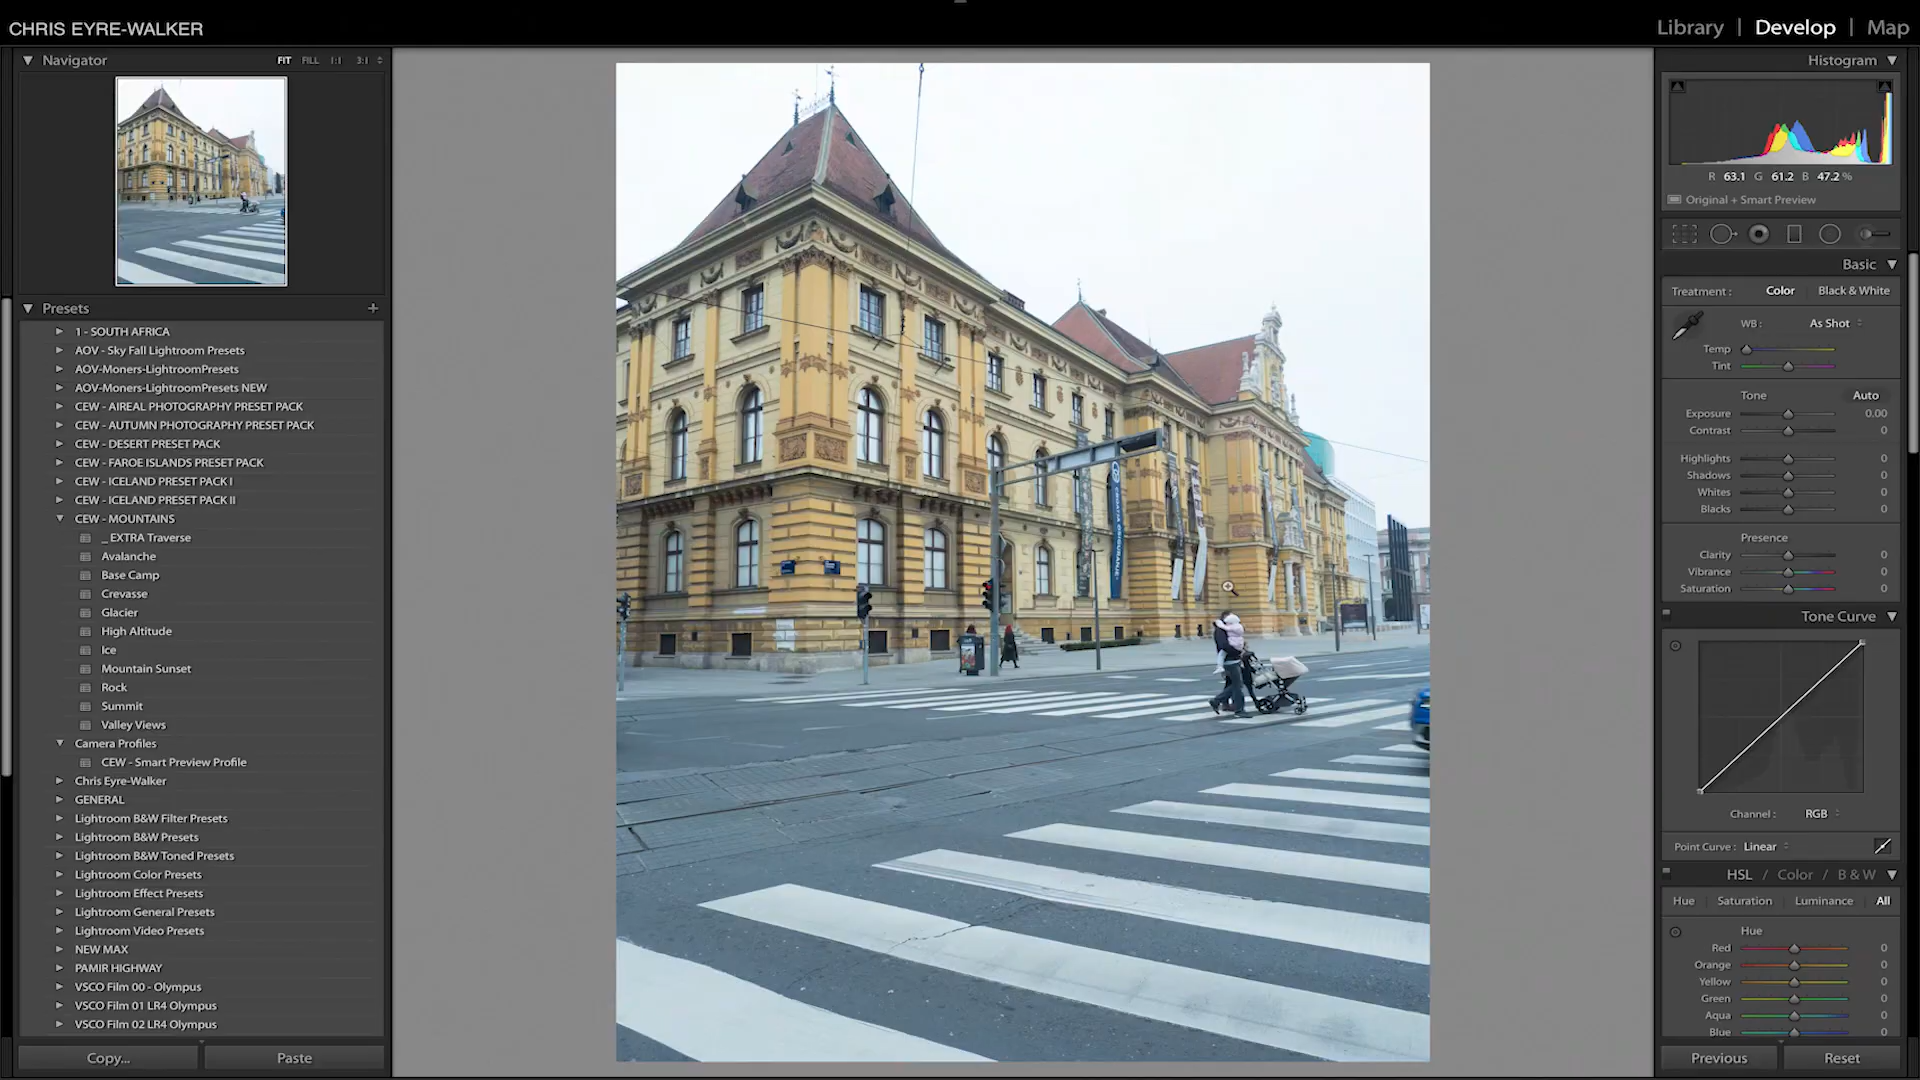 CHRIS EYRE-WALKER
Library | Develop | Map
Navigator
FIT FILL 1:1 3:1
Presets +
1 - SOUTH AFRICA
AOV - Sky Fall Lightroom Presets
AOV-Moners-LightroomPresets
AOV-Moners-LightroomPresets NEW
CEW - AIREAL PHOTOGRAPHY PRESET PACK
CEW - AUTUMN PHOTOGRAPHY PRESET PACK
CEW - DESERT PRESET PACK
CEW - FAROE ISLANDS PRESET PACK
CEW - ICELAND PRESET PACK I
CEW - ICELAND PRESET PACK II
CEW - MOUNTAINS
_ EXTRA Traverse
Avalanche
Base Camp
Crevasse
Glacier
High Altitude
Ice
Mountain Sunset
Rock
Summit
Valley Views
Camera Profiles
CEW - Smart Preview Profile
Chris Eyre-Walker
GENERAL
Lightroom B&W Filter Presets
Lightroom B&W Presets
Lightroom B&W Toned Presets
Lightroom Color Presets
Lightroom Effect Presets
Lightroom General Presets
Lightroom Video Presets
NEW MAX
PAMIR HIGHWAY
VSCO Film 00 - Olympus
VSCO Film 01 LR4 Olympus
VSCO Film 02 LR4 Olympus
Copy... Paste
CROATIA OSIGURANJE
Histogram
R 63.1 G 61.2 B 47.2 %
Original + Smart Preview
Basic
Treatment : Color Black & White
WB : As Shot
Temp
Tint
Tone Auto
Exposure 0.00
Contrast 0
Highlights 0
Shadows 0
Whites 0
Blacks 0
Presence
Clarity 0
Vibrance 0
Saturation 0
Tone Curve
Channel : RGB
Point Curve : Linear
HSL / Color / B & W
Hue Saturation Luminance All
Hue
Red 0
Orange 0
Yellow 0
Green 0
Aqua 0
Blue 0
Previous Reset